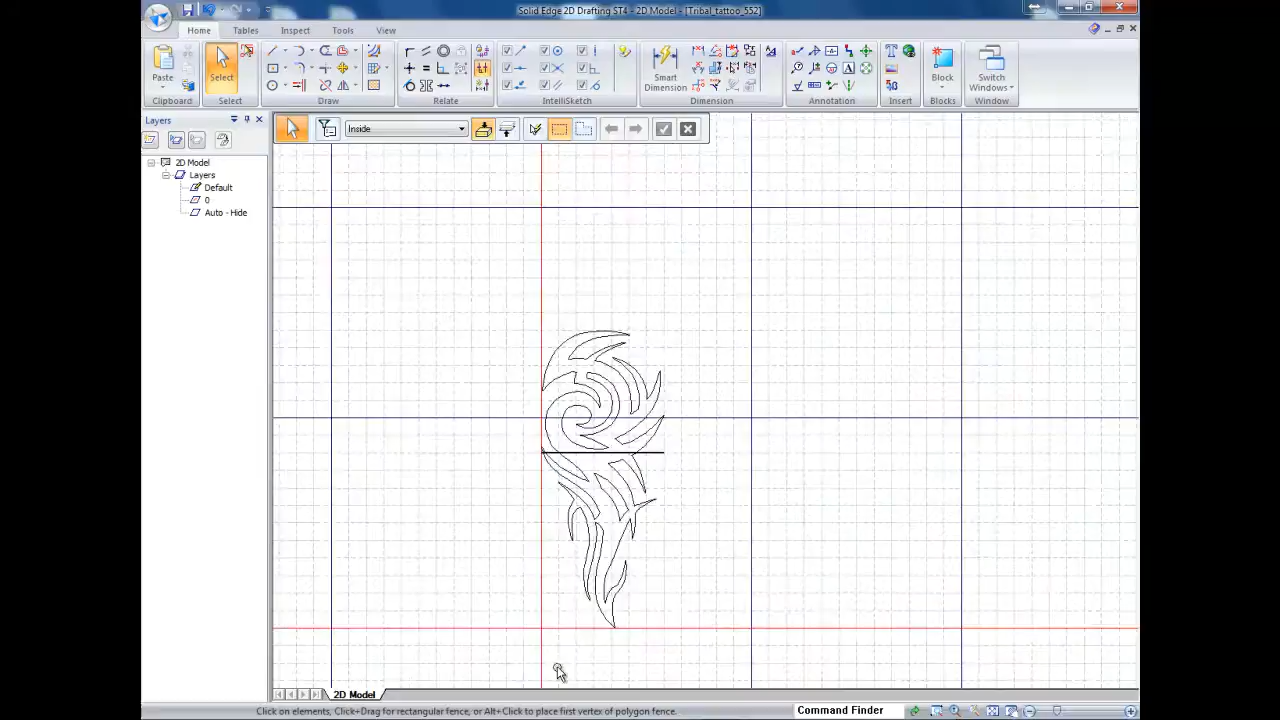 Solid Edge 2D Drafting ST4 - 2D Model - [Tribal_tattoo_552]
Home Tables Inspect Tools View
Paste
Select
Smart
Dimension
Block
Switch
Windows
Clipboard Select Draw Relate IntelliSketch Dimension Annotation Insert Blocks Window
Layers
Inside
2D Model
Layers
Default
0
Auto - Hide
2D Model
Click on elements, Click+Drag for rectangular fence, or Alt+Click to place first vertex of polygon fence.
Command Finder